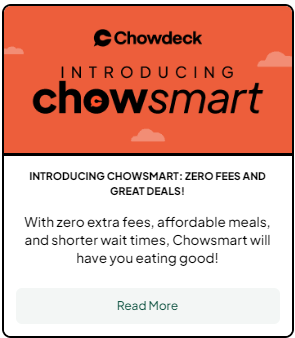 Chowdeck
INTRODUCING
chowsmart
INTRODUCING CHOWSMART: ZERO FEES AND
GREAT DEALS!
With zero extra fees, affordable meals,
and shorter wait times, Chowsmart will
have you eating good!
Read More